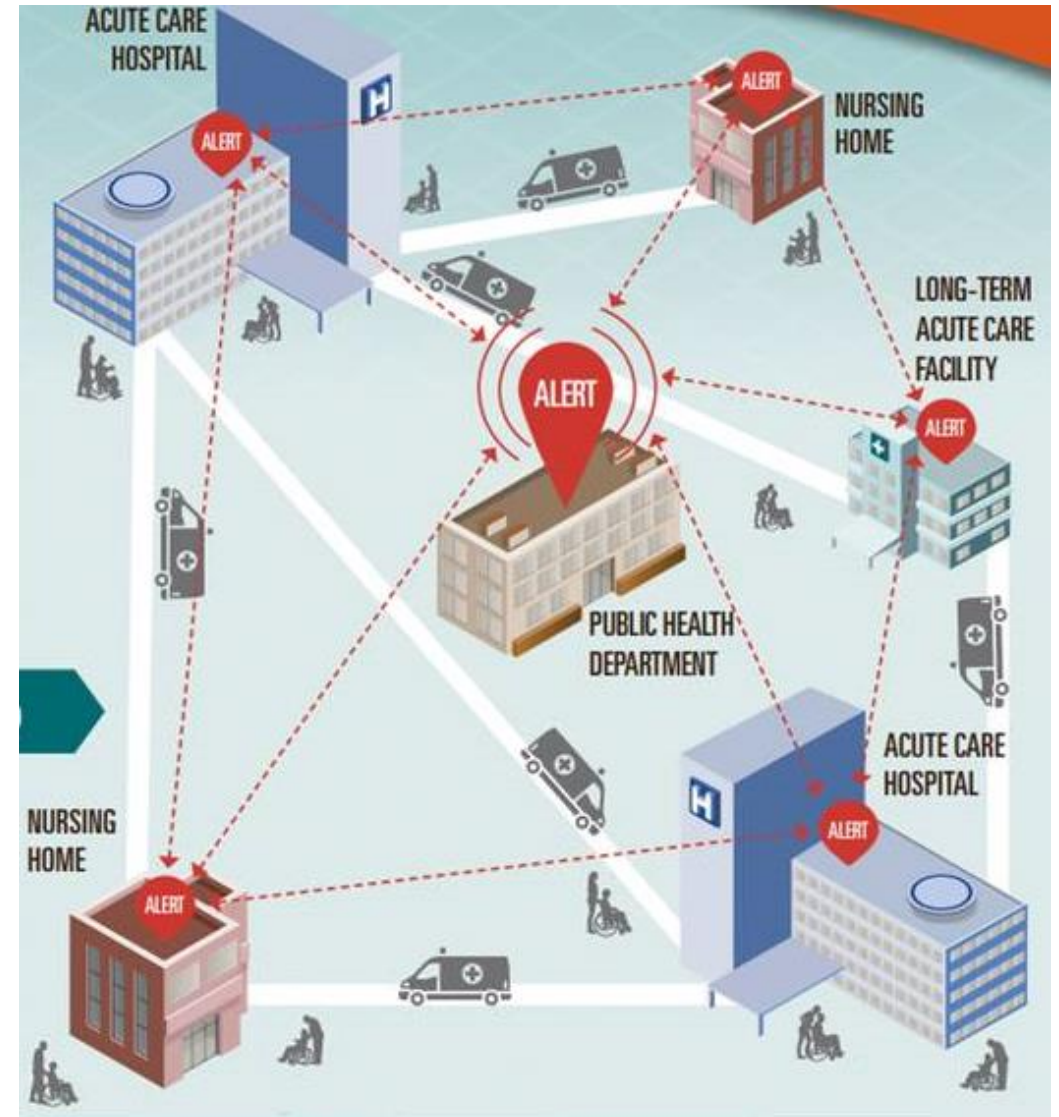 ACUTE CARE
HOSPITAL
H
ALERT
ALERT
NURSING
HOME
LONG-TERM
ACUTE CARE
FACILITY
ALERT
ALERT
PUBLIC HEALTH
DEPARTMENT
ACUTE CARE
HOSPITAL
H
ALERT
NURSING
HOME
ALERT